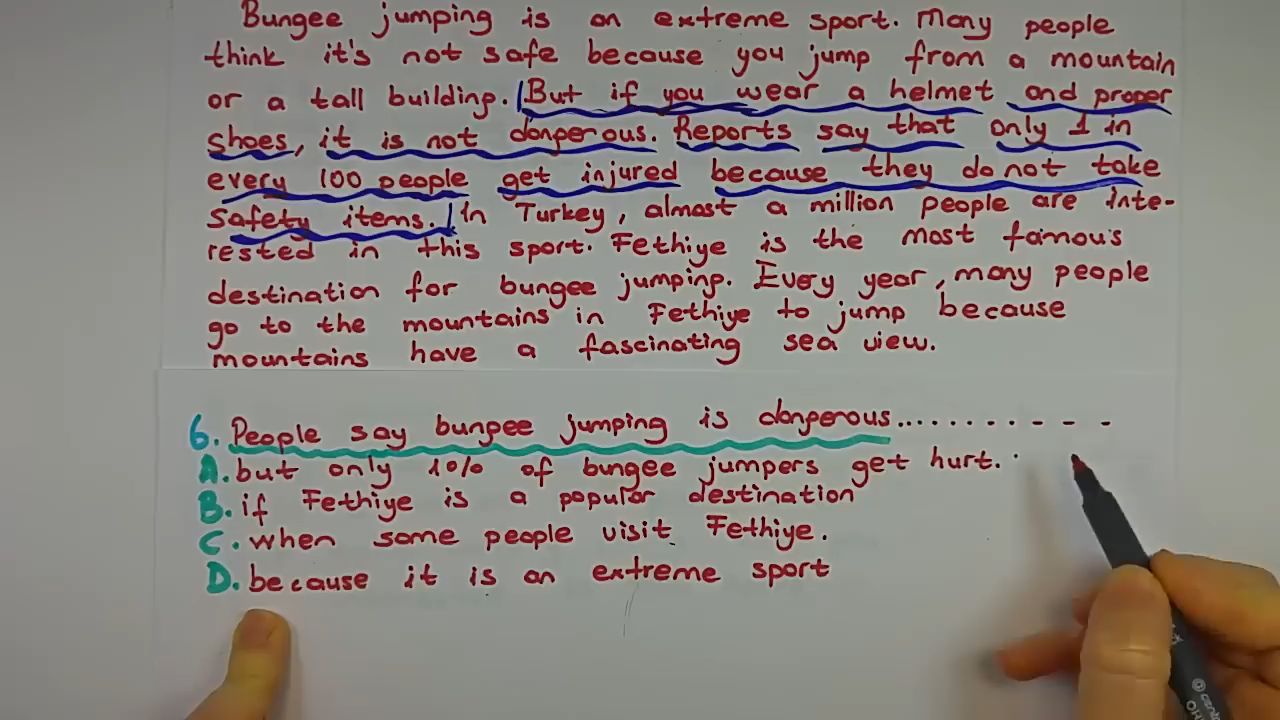 Bungee jumping is an extreme sport. Many people
think it's not safe because you jump from a mountain
or a tall building. But if you wear a helmet and proper
shoes, it is not dangerous. Reports say that only 1 in
every 100 people get injured because they do not take
safety items. In Turkey, almost a million people are inte-
rested in this sport. Fethiye is the most famous
destination for bungee jumping. Every year, many people
go to the mountains in Fethiye to jump because
mountains have a fascinating sea view.
6. People say bungee jumping is dangerous............
A. but only 10% of bungee jumpers get hurt.
B. if Fethiye is a popular destination
C. when some people visit Fethiye.
D. because it is an extreme sport